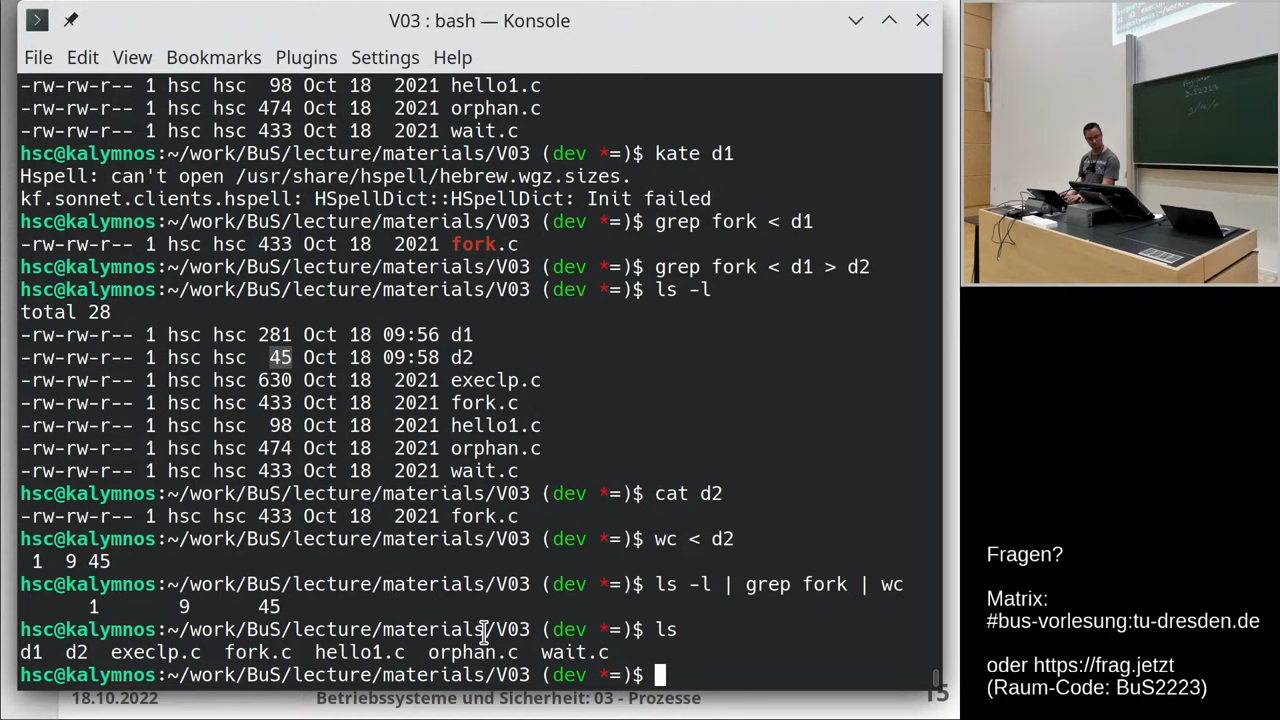 V03 : bash — Konsole
File Edit View Bookmarks Plugins Settings Help
-rw-rw-r-- 1 hsc hsc  98 Oct 18  2021 hello1.c
-rw-rw-r-- 1 hsc hsc 474 Oct 18  2021 orphan.c
-rw-rw-r-- 1 hsc hsc 433 Oct 18  2021 wait.c
hsc@kalymnos:~/work/BuS/lecture/materials/V03 (dev *=)$ kate d1
Hspell: can't open /usr/share/hspell/hebrew.wgz.sizes.
kf.sonnet.clients.hspell: HSpellDict::HSpellDict: Init failed
hsc@kalymnos:~/work/BuS/lecture/materials/V03 (dev *=)$ grep fork < d1
-rw-rw-r-- 1 hsc hsc 433 Oct 18  2021 fork.c
hsc@kalymnos:~/work/BuS/lecture/materials/V03 (dev *=)$ grep fork < d1 > d2
hsc@kalymnos:~/work/BuS/lecture/materials/V03 (dev *=)$ ls -l
total 28
-rw-rw-r-- 1 hsc hsc 281 Oct 18 09:56 d1
-rw-rw-r-- 1 hsc hsc  45 Oct 18 09:58 d2
-rw-rw-r-- 1 hsc hsc 630 Oct 18  2021 execlp.c
-rw-rw-r-- 1 hsc hsc 433 Oct 18  2021 fork.c
-rw-rw-r-- 1 hsc hsc  98 Oct 18  2021 hello1.c
-rw-rw-r-- 1 hsc hsc 474 Oct 18  2021 orphan.c
-rw-rw-r-- 1 hsc hsc 433 Oct 18  2021 wait.c
hsc@kalymnos:~/work/BuS/lecture/materials/V03 (dev *=)$ cat d2
-rw-rw-r-- 1 hsc hsc 433 Oct 18  2021 fork.c
hsc@kalymnos:~/work/BuS/lecture/materials/V03 (dev *=)$ wc < d2
 1  9 45
hsc@kalymnos:~/work/BuS/lecture/materials/V03 (dev *=)$ ls -l | grep fork | wc
      1       9      45
hsc@kalymnos:~/work/BuS/lecture/materials/V03 (dev *=)$ ls
d1  d2  execlp.c  fork.c  hello1.c  orphan.c  wait.c
hsc@kalymnos:~/work/BuS/lecture/materials/V03 (dev *=)$
18.10.2022 Betriebssysteme und Sicherheit: 03 - Prozesse 15
Fragen?
Matrix:
#bus-vorlesung:tu-dresden.de
oder https://frag.jetzt
(Raum-Code: BuS2223)